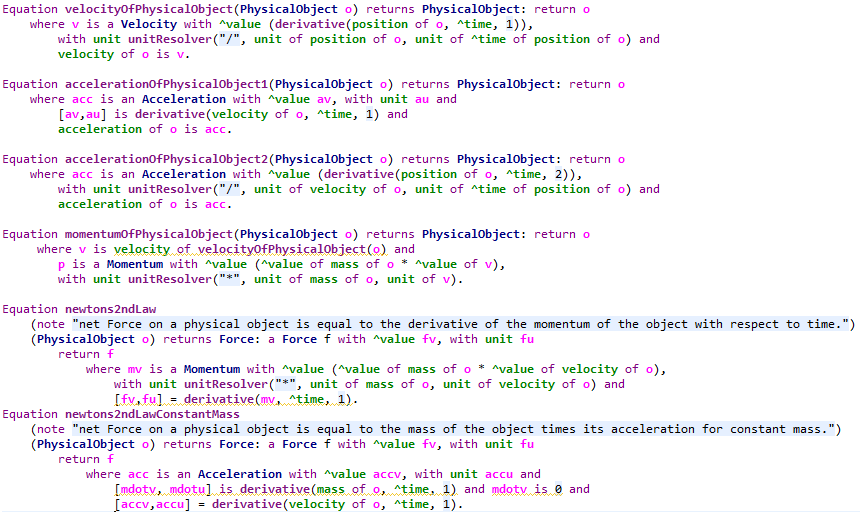 Equation velocityOfPhysicalObject(PhysicalObject o) returns PhysicalObject: return o
where v is a Velocity with ^value (derivative(position of o, ^time, 1)),
with unit unitResolver("/", unit of position of o, unit of ^time of position of o) and
velocity of o is v.
Equation accelerationOfPhysicalObject1(PhysicalObject o) returns PhysicalObject: return o
where acc is an Acceleration with ^value av, with unit au and
[av,au] is derivative(velocity of o, ^time, 1) and
acceleration of o is acc.
Equation accelerationOfPhysicalObject2(PhysicalObject o) returns PhysicalObject: return o
where acc is an Acceleration with ^value (derivative(position of o, ^time, 2)),
with unit unitResolver("/", unit of velocity of o, unit of ^time of position of o) and
acceleration of o is acc.
Equation momentumOfPhysicalObject(PhysicalObject o) returns PhysicalObject: return o
where v is velocity of velocityOfPhysicalObject(o) and
p is a Momentum with ^value (^value of mass of o * ^value of v),
with unit unitResolver("*", unit of mass of o, unit of v).
Equation newtons2ndLaw
(note "net Force on a physical object is equal to the derivative of the momentum of the object with respect to time.")
(PhysicalObject o) returns Force: a Force f with ^value fv, with unit fu
return f
where mv is a Momentum with ^value (^value of mass of o * ^value of velocity of o),
with unit unitResolver("*", unit of mass of o, unit of velocity of o) and
[fv,fu] = derivative(mv, ^time, 1).
Equation newtons2ndLawConstantMass
(note "net Force on a physical object is equal to the mass of the object times its acceleration for constant mass.")
(PhysicalObject o) returns Force: a Force f with ^value fv, with unit fu
return f
where acc is an Acceleration with ^value accv, with unit accu and
[mdotv, mdotu] is derivative(mass of o, ^time, 1) and mdotv is 0 and
[accv,accu] = derivative(velocity of o, ^time, 1).